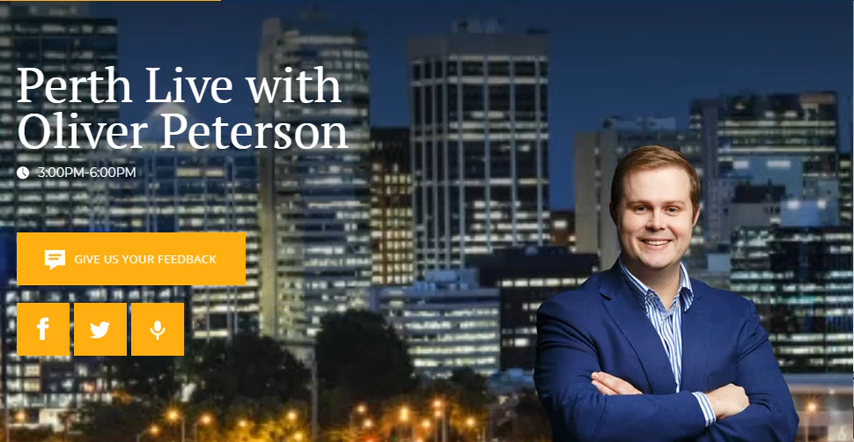 Perth Live with
Oliver Peterson
3:00PM-6:00PM
GIVE US YOUR FEEDBACK